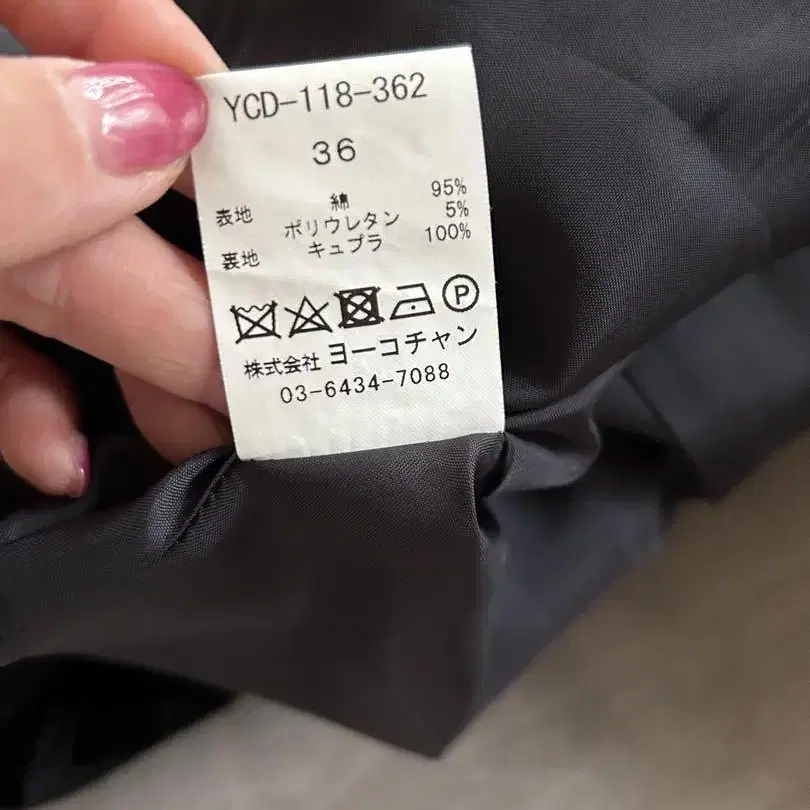 YCD-118-362
36
表地 綿 95%
ポリウレタン 5%
裏地 キュプラ 100%
P
株式会社 ヨーコチャン
03-6434-7088